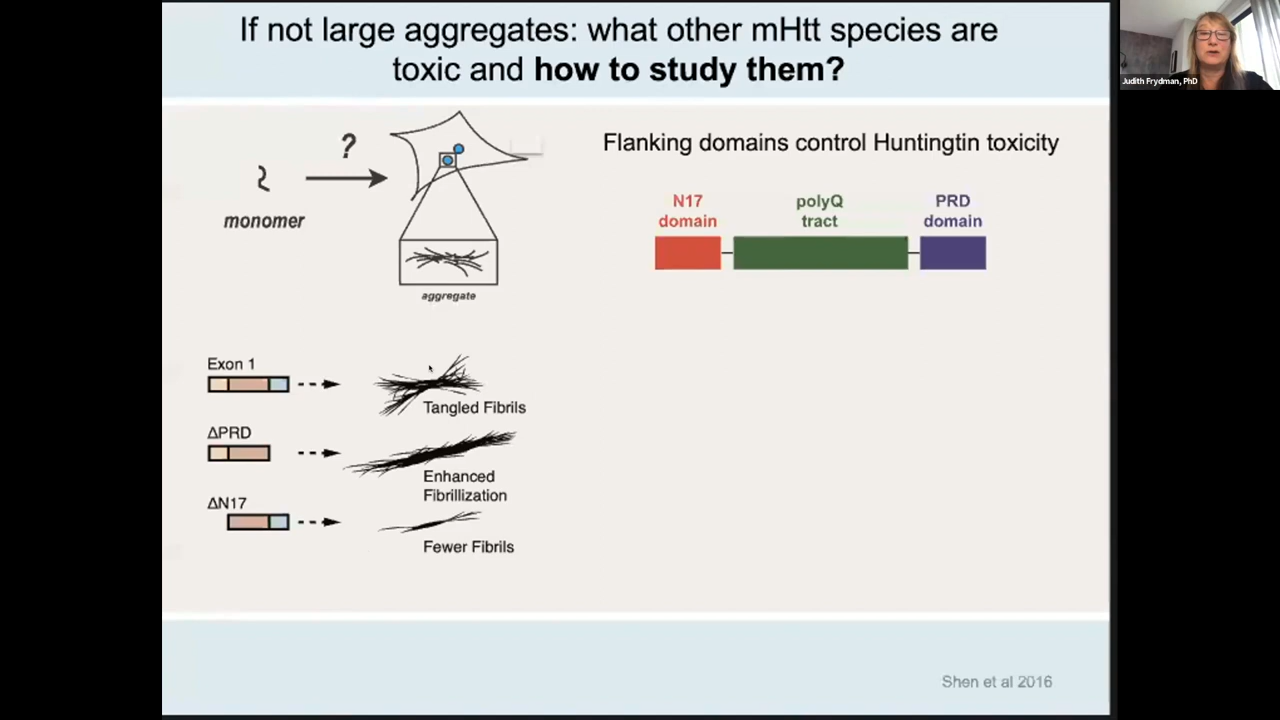 If not large aggregates: what other mHtt species are
toxic and how to study them?
Judith Frydman, PhD
?
monomer
aggregate
Flanking domains control Huntingtin toxicity
N17
domain
polyQ
tract
PRD
domain
Exon 1
Tangled Fibrils
ΔPRD
Enhanced
Fibrillization
ΔN17
Fewer Fibrils
Shen et al 2016